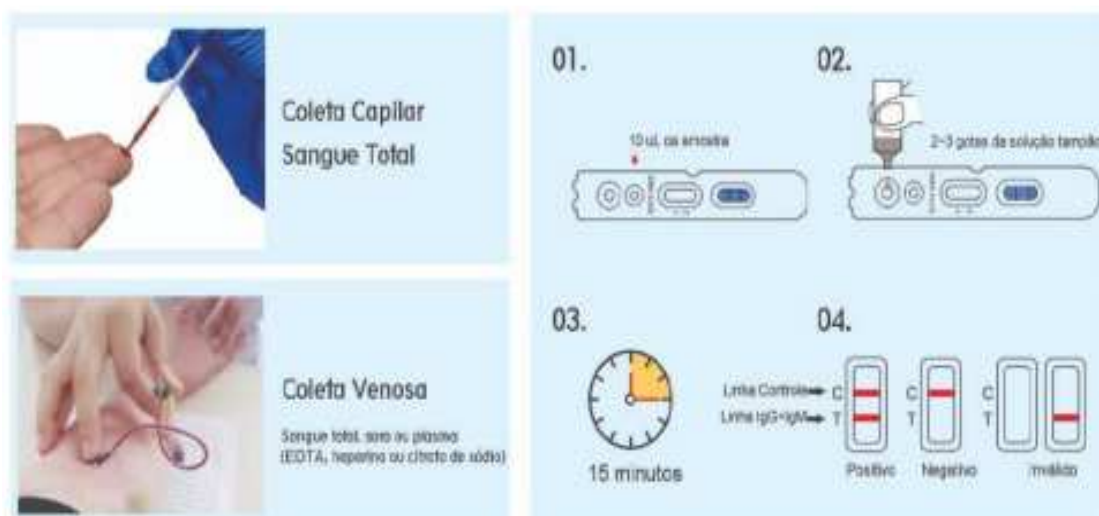 Coleta Capilar
Sangue Total
Coleta Venosa
Sangue total, soro ou plasma
(EDTA, heparina ou citrato de sódio)
01.
10 uL de amostra
02.
2~3 gotas da solução tampão
03.
15 minutos
04.
Linha Controle
C
C
C
Linha IgG+IgM
T
T
T
Positivo
Negativo
Inválido